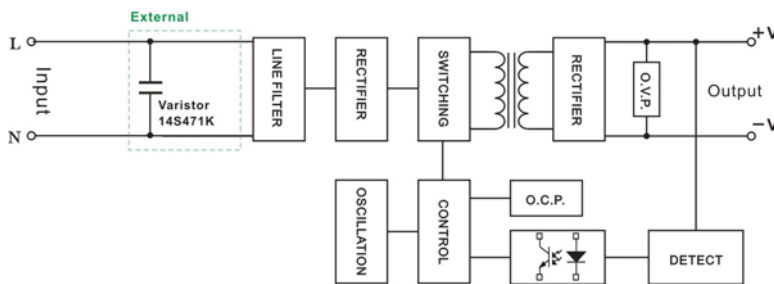 External
L
N
Input
Varistor
14S471K
LINE FILTER
RECTIFIER
SWITCHING
RECTIFIER
O.V.P.
+V
Output
−V
OSCILLATION
CONTROL
O.C.P.
DETECT